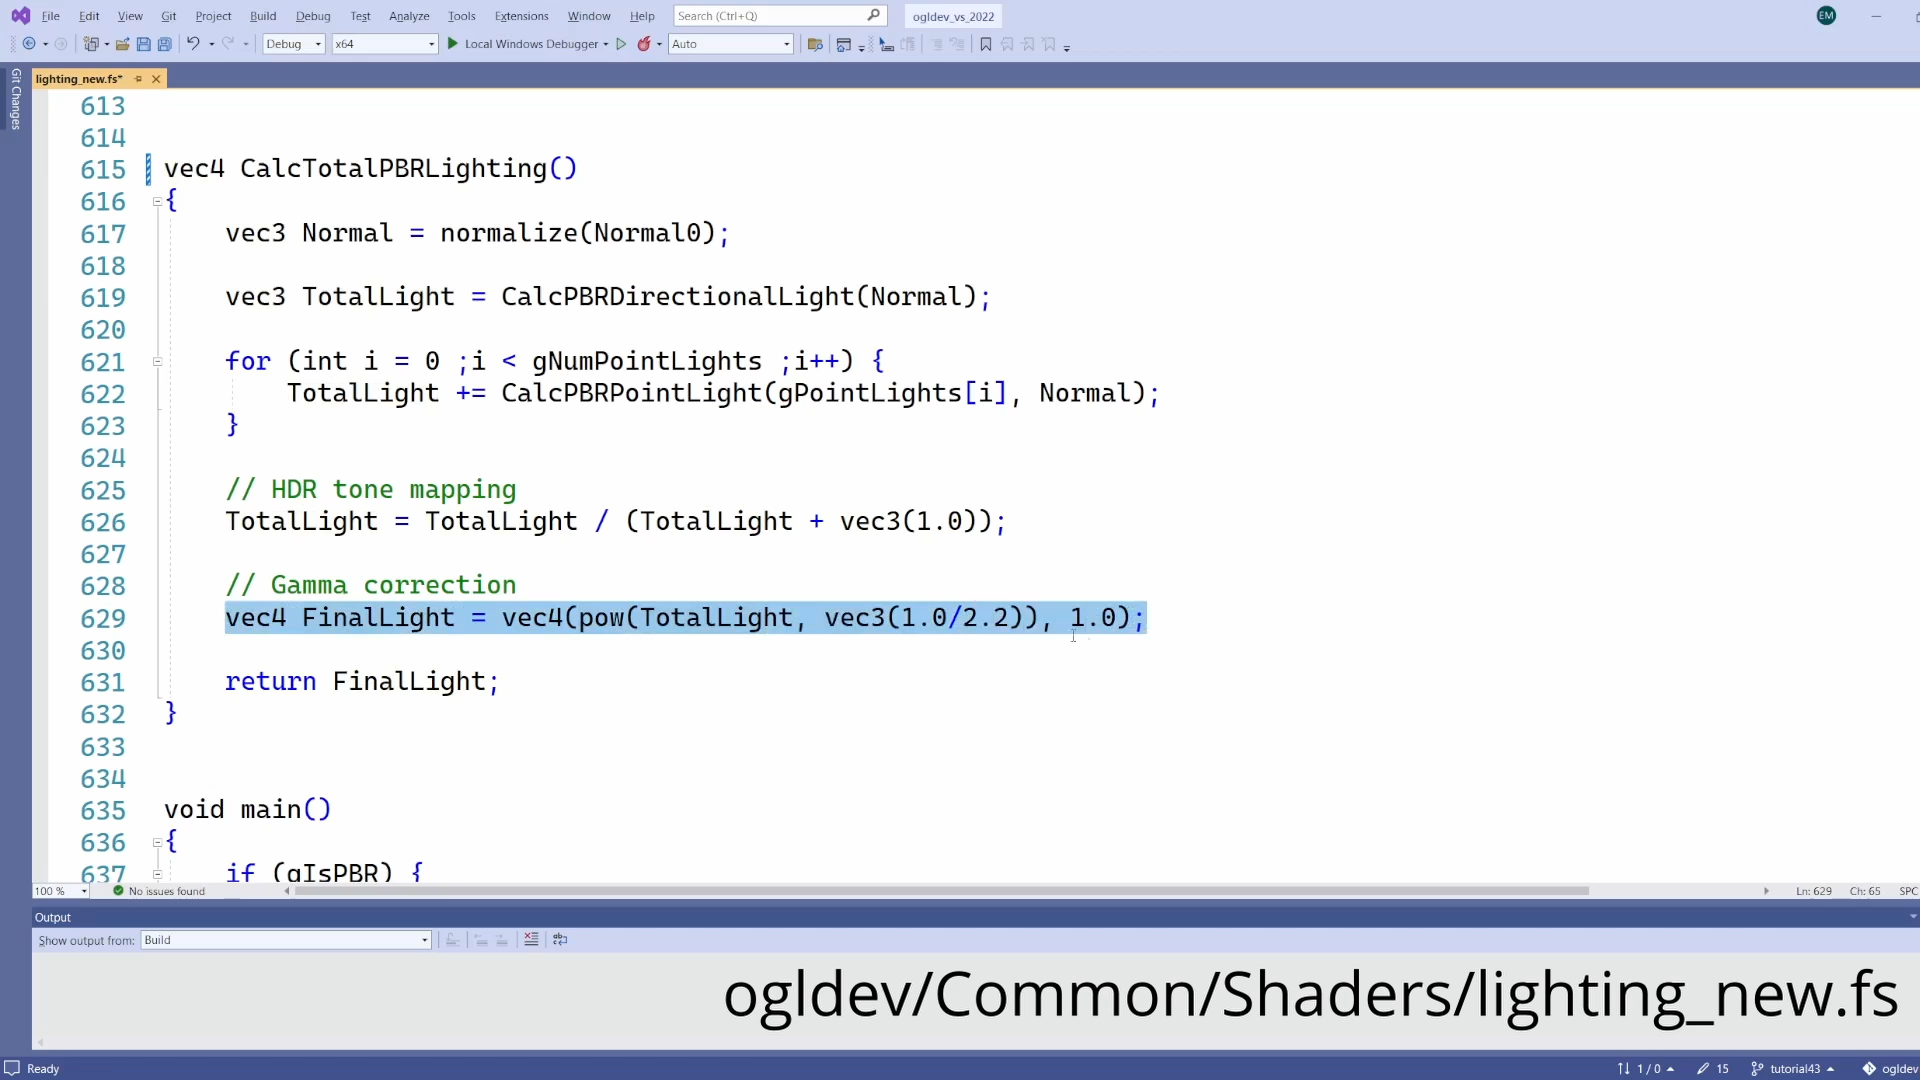 File Edit View Git Project Build Debug Test Analyze Tools Extensions Window Help Search (Ctrl+Q) ogldev_vs_2022 EM
Debug x64 Local Windows Debugger Auto
Git Changes
lighting_new.fs*
613
614
615 vec4 CalcTotalPBRLighting()
616 {
617 vec3 Normal = normalize(Normal0);
618
619 vec3 TotalLight = CalcPBRDirectionalLight(Normal);
620
621 for (int i = 0 ;i < gNumPointLights ;i++) {
622 TotalLight += CalcPBRPointLight(gPointLights[i], Normal);
623 }
624
625 // HDR tone mapping
626 TotalLight = TotalLight / (TotalLight + vec3(1.0));
627
628 // Gamma correction
629 vec4 FinalLight = vec4(pow(TotalLight, vec3(1.0/2.2)), 1.0);
630
631 return FinalLight;
632 }
633
634
635 void main()
636 {
637 if (gIsPBR) {
100 % No issues found Ln: 629 Ch: 65 SPC
Output
Show output from: Build
ogldev/Common/Shaders/lighting_new.fs
Ready 1 / 0 15 tutorial43 ogldev